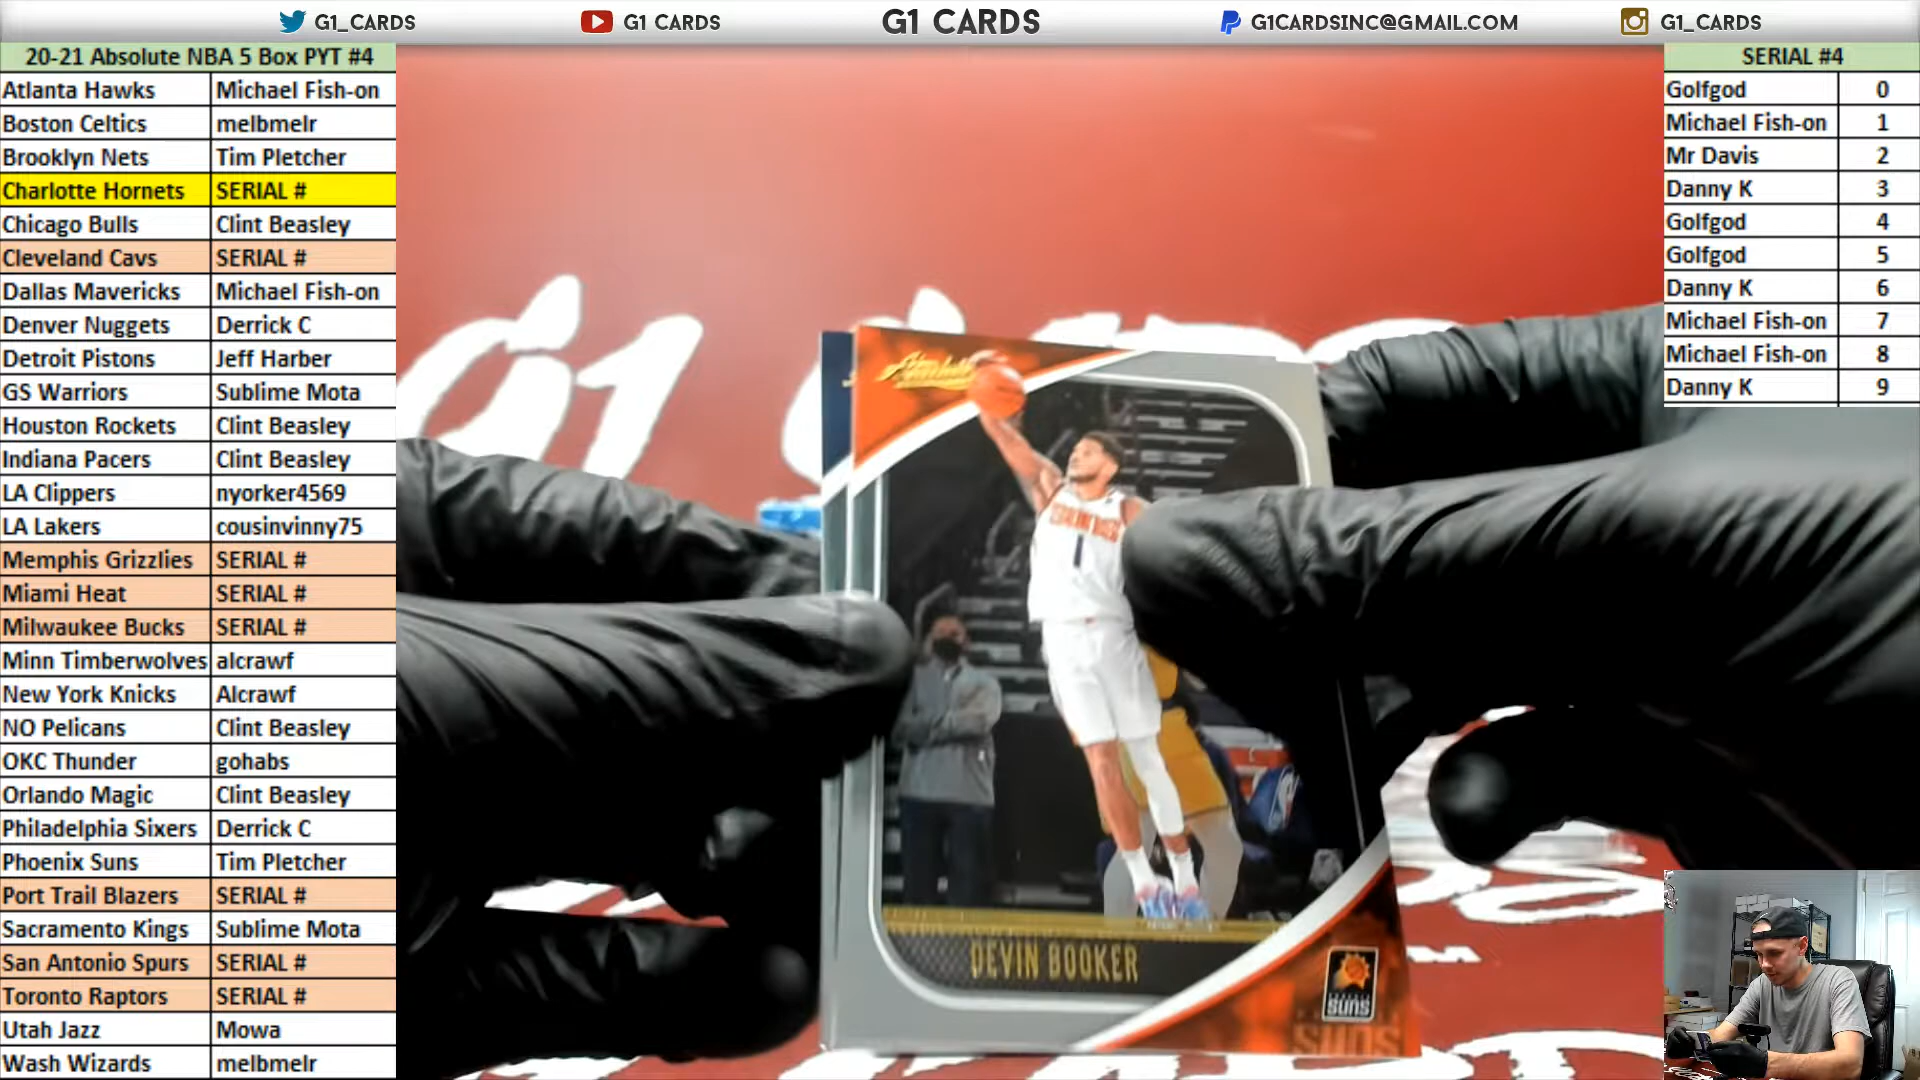 G1_CARDS
G1 CARDS
G1 CARDS
G1CARDSINC@GMAIL.COM
G1_CARDS
20-21 Absolute NBA 5 Box PYT #4
Atlanta Hawks Michael Fish-on
Boston Celtics melbmelr
Brooklyn Nets Tim Pletcher
Charlotte Hornets SERIAL #
Chicago Bulls Clint Beasley
Cleveland Cavs SERIAL #
Dallas Mavericks Michael Fish-on
Denver Nuggets Derrick C
Detroit Pistons Jeff Harber
GS Warriors Sublime Mota
Houston Rockets Clint Beasley
Indiana Pacers Clint Beasley
LA Clippers nyorker4569
LA Lakers cousinvinny75
Memphis Grizzlies SERIAL #
Miami Heat SERIAL #
Milwaukee Bucks SERIAL #
Minn Timberwolves alcrawf
New York Knicks Alcrawf
NO Pelicans Clint Beasley
OKC Thunder gohabs
Orlando Magic Clint Beasley
Philadelphia Sixers Derrick C
Phoenix Suns Tim Pletcher
Port Trail Blazers SERIAL #
Sacramento Kings Sublime Mota
San Antonio Spurs SERIAL #
Toronto Raptors SERIAL #
Utah Jazz Mowa
Wash Wizards melbmelr
SERIAL #4
Golfgod 0
Michael Fish-on 1
Mr Davis 2
Danny K 3
Golfgod 4
Golfgod 5
Danny K 6
Michael Fish-on 7
Michael Fish-on 8
Danny K 9
G1
Absolute
1
DEVIN BOOKER
SUNS
SUNS